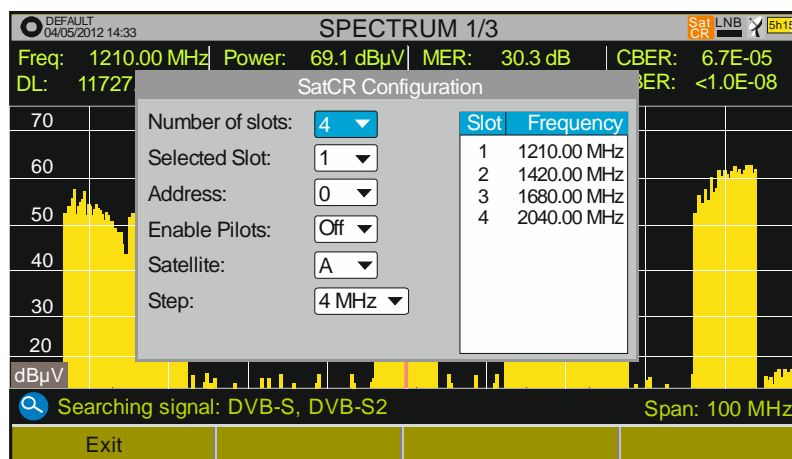 DEFAULT
04/05/2012 14:33
SPECTRUM 1/3
Sat CR
LNB
5h15
Freq: 1210.00 MHz Power: 69.1 dBµV MER: 30.3 dB CBER: 6.7E-05
DL: 11727. BER: <1.0E-08
SatCR Configuration
Number of slots: 4
Selected Slot: 1
Address: 0
Enable Pilots: Off
Satellite: A
Step: 4 MHz
Slot Frequency
1 1210.00 MHz
2 1420.00 MHz
3 1680.00 MHz
4 2040.00 MHz
70
60
50
40
30
20
dBµV
Searching signal: DVB-S, DVB-S2
Span: 100 MHz
Exit